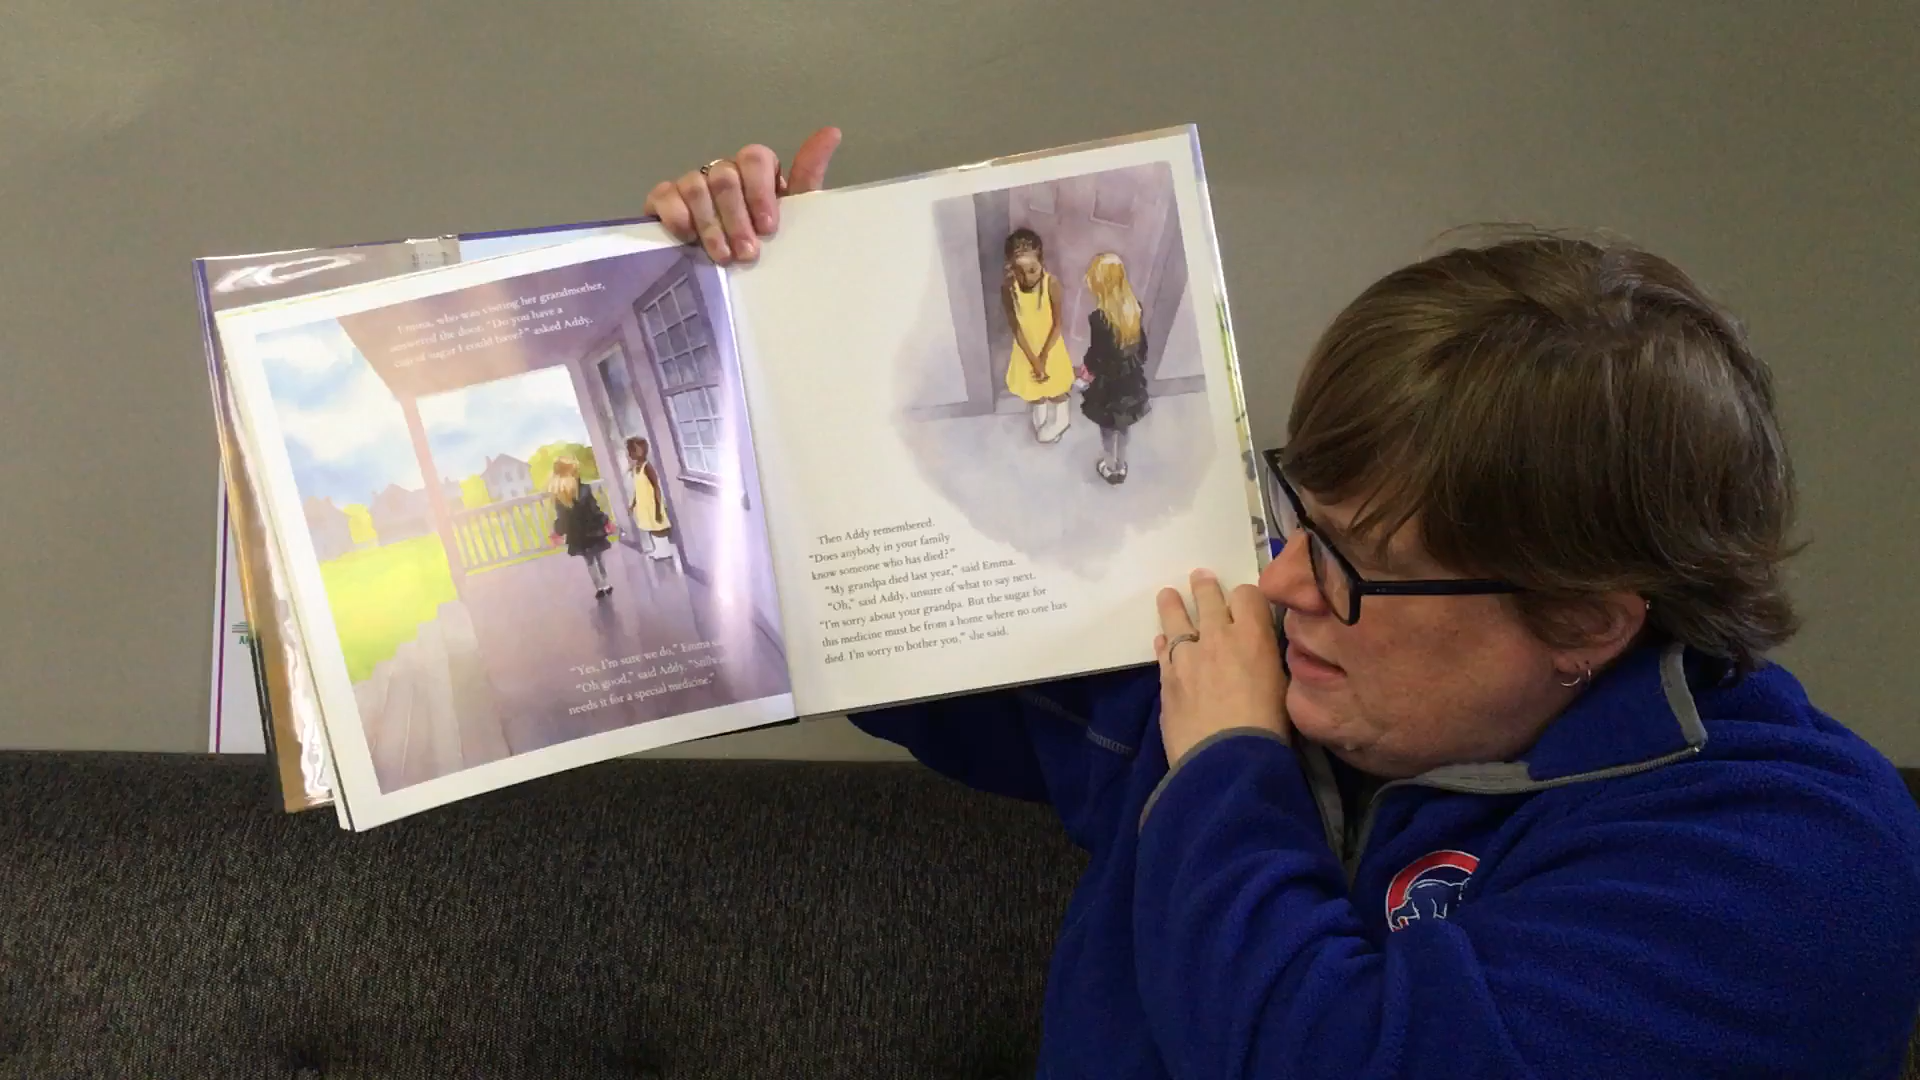 Emma, who was visiting her grandmother,
answered the door. "Do you have a
cup of sugar I could have?" asked Addy.
"Yes, I'm sure we do," Emma
"Oh good," said Addy.
needs it for a special medicine."
Then Addy remembered.
"Does anybody in your family
know someone who has died?"
"My grandpa died last year," said Emma.
"Oh," said Addy, unsure of what to say next.
"I'm sorry about your grandpa. But the sugar for
this medicine must be from a home where no one has
died. I'm sorry to bother you," she said.